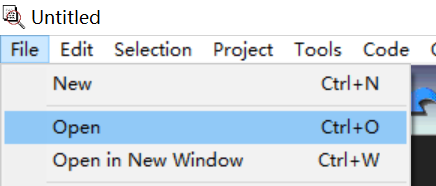 Untitled
File Edit Selection Project Tools Code
New Ctrl+N
Open Ctrl+O
Open in New Window Ctrl+W